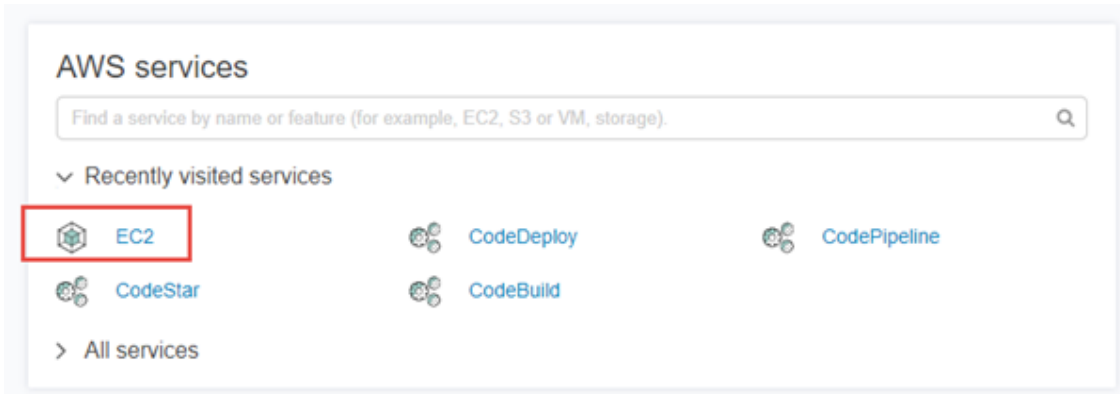 AWS services
Find a service by name or feature (for example, EC2, S3 or VM, storage).
Recently visited services
EC2 CodeDeploy CodePipeline
CodeStar CodeBuild
All services